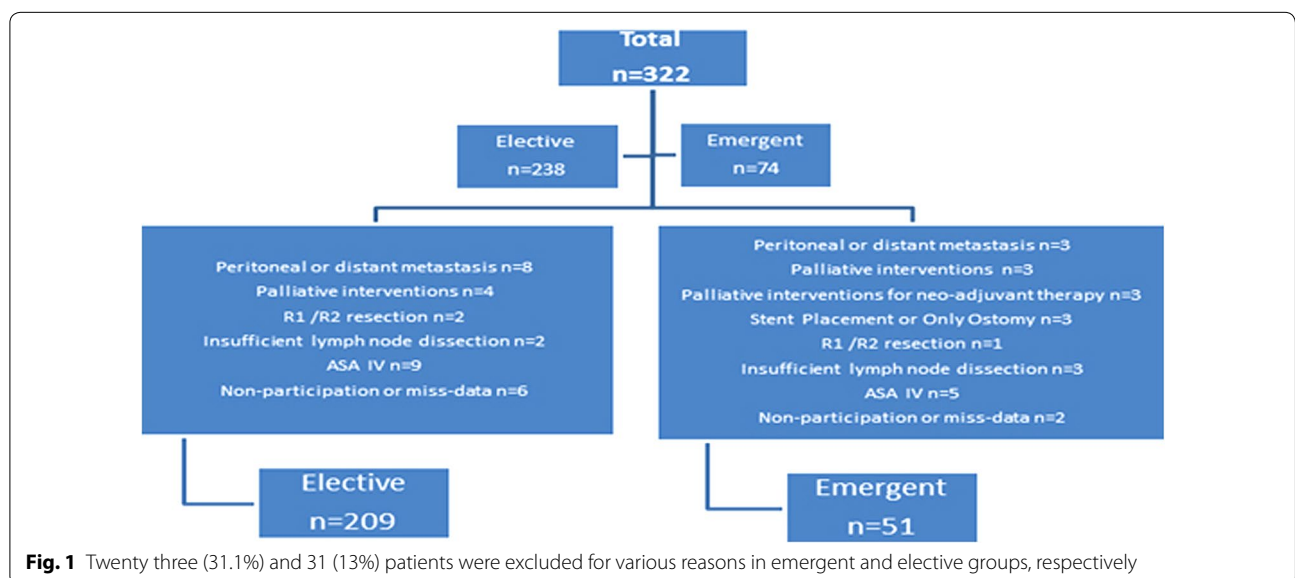 Total
n=322
Elective
n=238
Emergent
n=74
Peritoneal or distant metastasis n=8
Palliative interventions n=4
R1 /R2 resection n=2
Insufficient lymph node dissection n=2
ASA IV n=9
Non-participation or miss-data n=6
Peritoneal or distant metastasis n=3
Palliative interventions n=3
Palliative interventions for neo-adjuvant therapy n=3
Stent Placement or Only Ostomy n=3
R1 /R2 resection n=1
Insufficient lymph node dissection n=3
ASA IV n=5
Non-participation or miss-data n=2
Elective
n=209
Emergent
n=51
Fig. 1 Twenty three (31.1%) and 31 (13%) patients were excluded for various reasons in emergent and elective groups, respectively